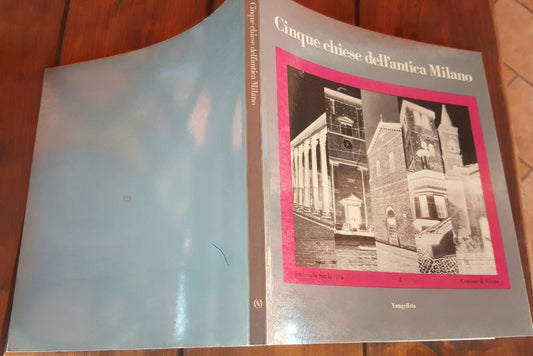 Cinque chiese dell'antica Milano
Cinque chiese dell'antica Milano
Comune di Milano
Vangelista